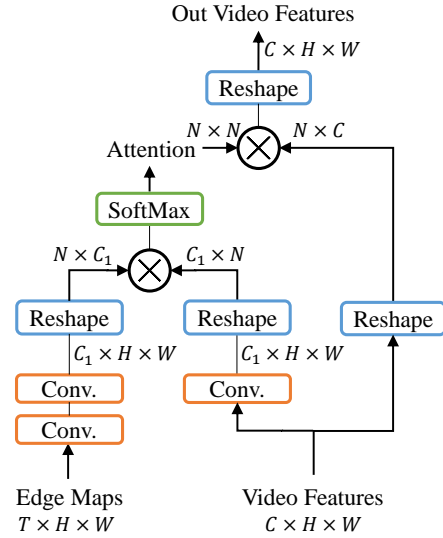 Out Video Features
C × H × W
Reshape
N × N
N × C
Attention
SoftMax
N × C₁
C₁ × N
Reshape
Reshape
Reshape
C₁ × H × W
C₁ × H × W
Conv.
Conv.
Conv.
Edge Maps
Video Features
T × H × W
C × H × W